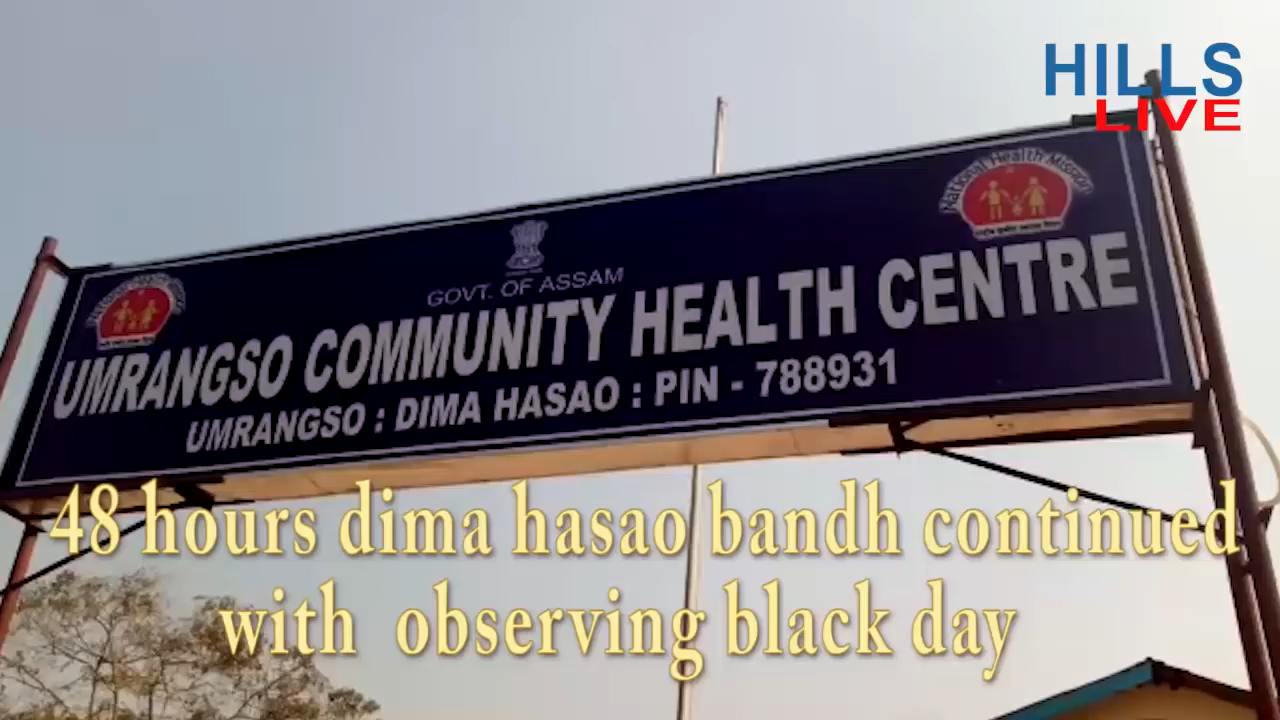 HILLS
LIVE
National Health Mission
GOVT. OF ASSAM
UMRANGSO COMMUNITY HEALTH CENTRE
UMRANGSO : DIMA HASAO : PIN - 788931
48 hours dima hasao bandh continued
with observing black day